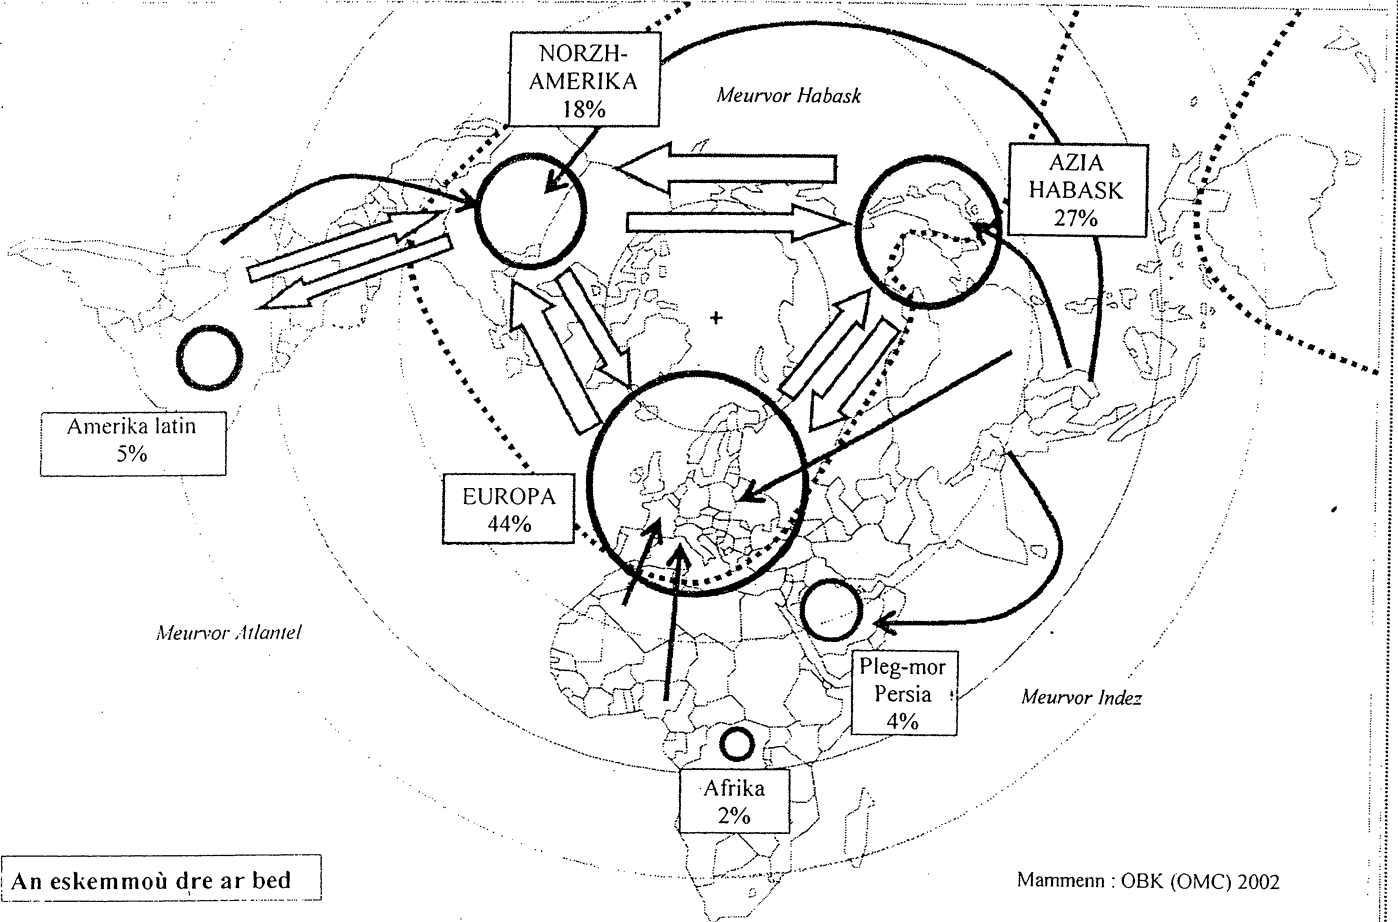 NORZH-
AMERIKA
18%
Meurvor Habask
AZIA
HABASK
27%
Amerika latin
5%
EUROPA
44%
Meurvor Atlantel
Pleg-mor
Persia
4%
Meurvor Indez
Afrika
2%
An eskemmoù dre ar bed
Mammenn : OBK (OMC) 2002